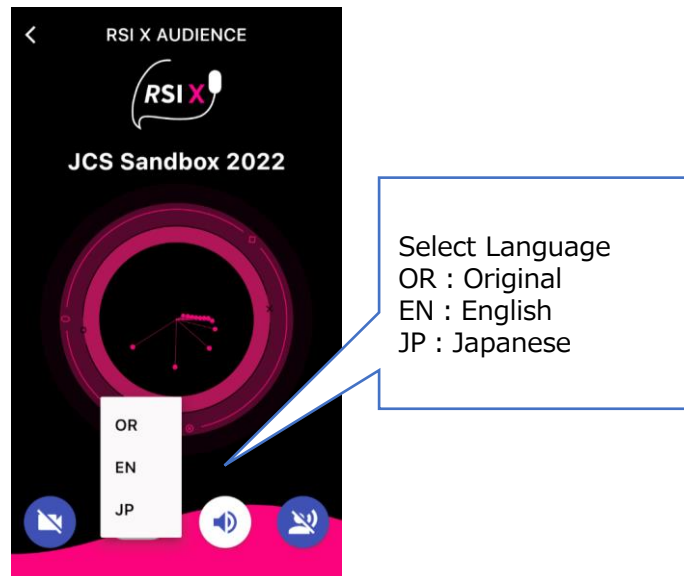 RSI X AUDIENCE
RSI X
JCS Sandbox 2022
OR
EN
JP
Select Language
OR : Original
EN : English
JP : Japanese